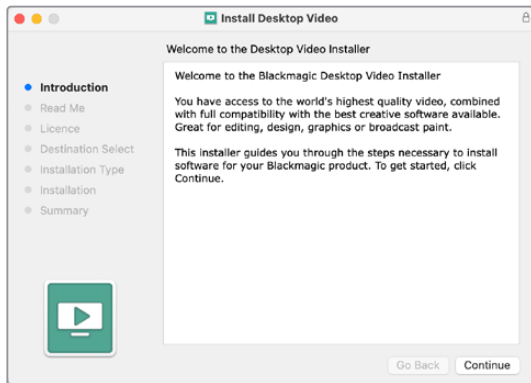 Install Desktop Video
Welcome to the Desktop Video Installer
Introduction
Read Me
Licence
Destination Select
Installation Type
Installation
Summary
Welcome to the Blackmagic Desktop Video Installer
You have access to the world's highest quality video, combined
with full compatibility with the best creative software available.
Great for editing, design, graphics or broadcast paint.
This installer guides you through the steps necessary to install
software for your Blackmagic product. To get started, click
Continue.
Go Back
Continue